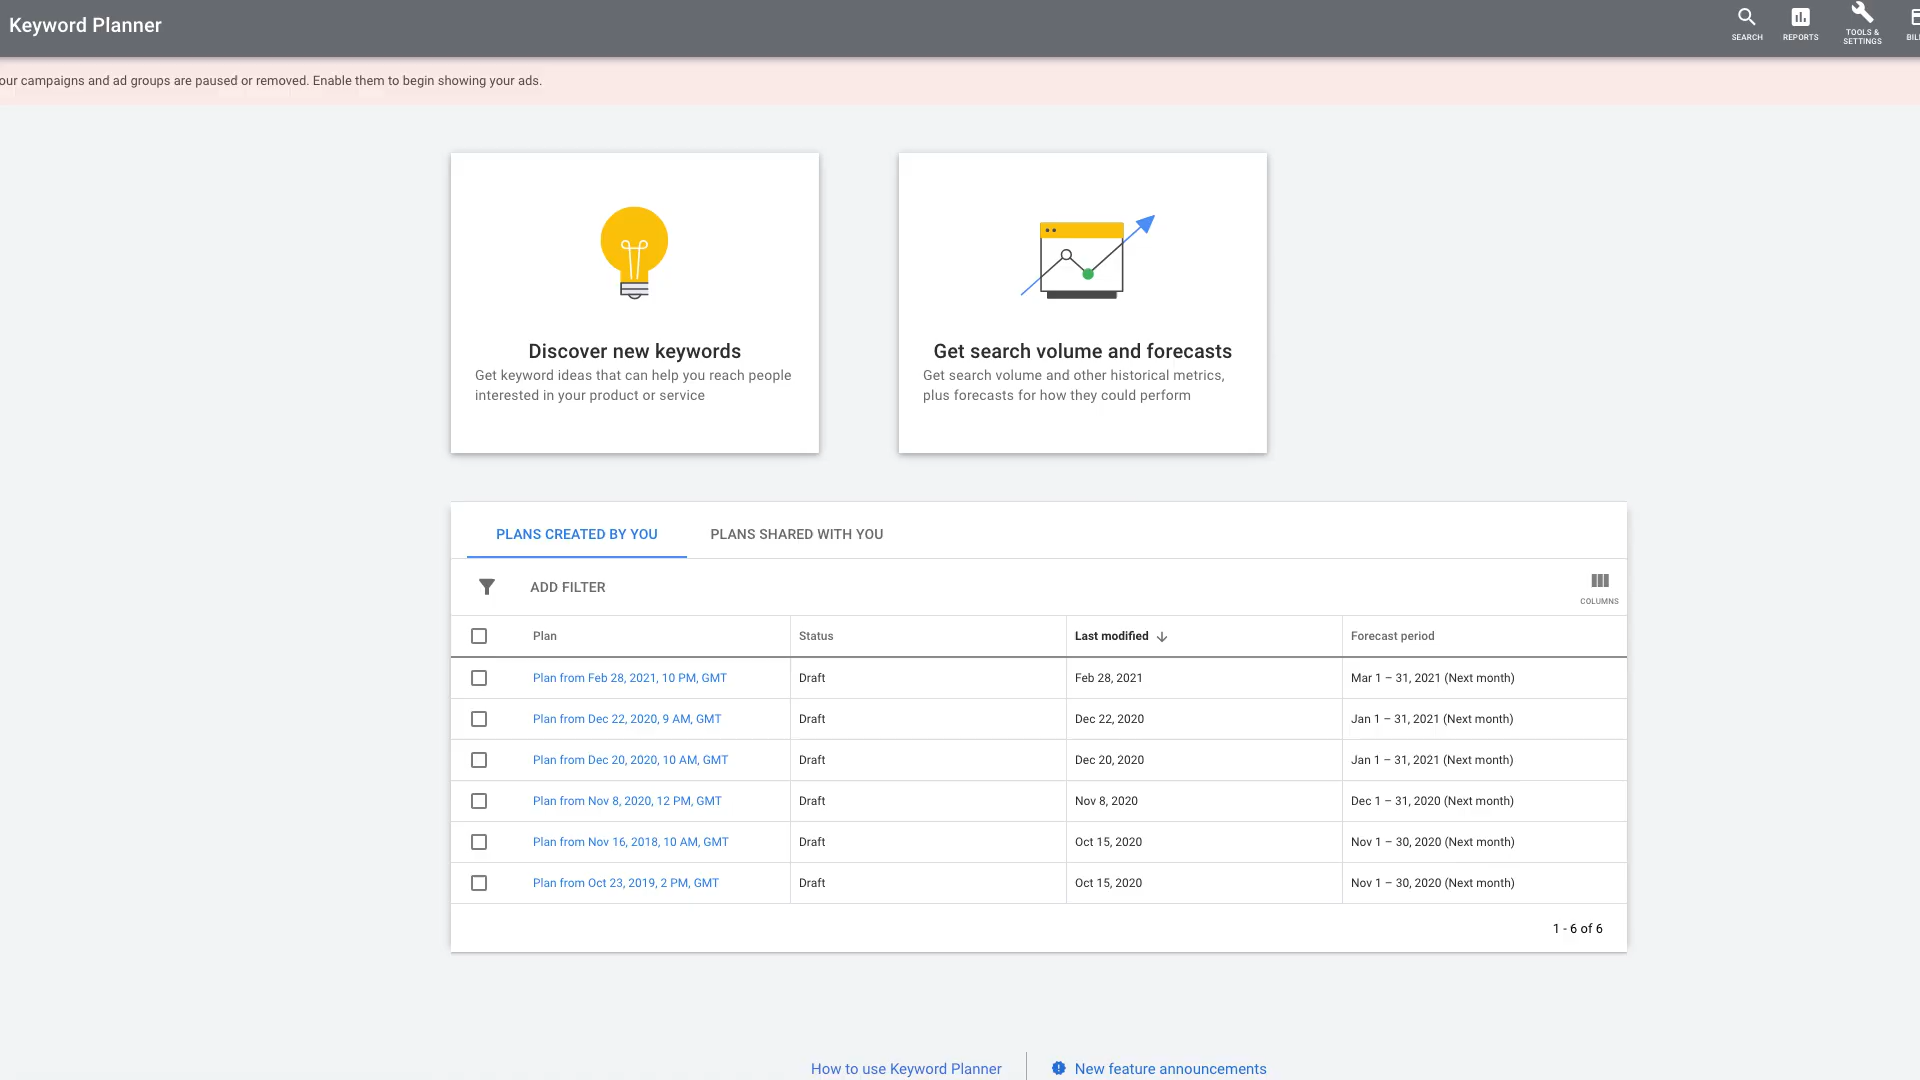 Keyword Planner
SEARCH
REPORTS
TOOLS &
SETTINGS
our campaigns and ad groups are paused or removed. Enable them to begin showing your ads.
Discover new keywords
Get keyword ideas that can help you reach people
interested in your product or service
Get search volume and forecasts
Get search volume and other historical metrics,
plus forecasts for how they could perform
PLANS CREATED BY YOU PLANS SHARED WITH YOU
ADD FILTER
COLUMNS
Plan Status Last modified Forecast period
Plan from Feb 28, 2021, 10 PM, GMT Draft Feb 28, 2021 Mar 1 – 31, 2021 (Next month)
Plan from Dec 22, 2020, 9 AM, GMT Draft Dec 22, 2020 Jan 1 – 31, 2021 (Next month)
Plan from Dec 20, 2020, 10 AM, GMT Draft Dec 20, 2020 Jan 1 – 31, 2021 (Next month)
Plan from Nov 8, 2020, 12 PM, GMT Draft Nov 8, 2020 Dec 1 – 31, 2020 (Next month)
Plan from Nov 16, 2018, 10 AM, GMT Draft Oct 15, 2020 Nov 1 – 30, 2020 (Next month)
Plan from Oct 23, 2019, 2 PM, GMT Draft Oct 15, 2020 Nov 1 – 30, 2020 (Next month)
1 - 6 of 6
How to use Keyword Planner
New feature announcements